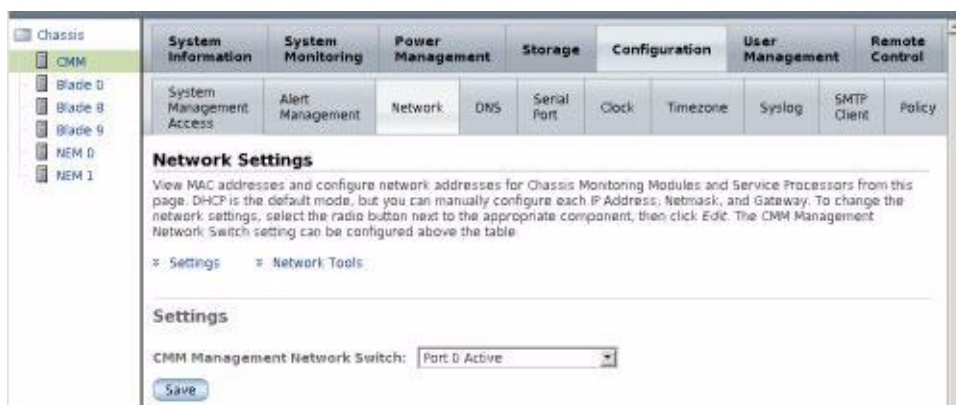 Chassis
CMM
Blade 0
Blade 8
Blade 9
NEM 0
NEM 1
System Information
System Monitoring
Power Management
Storage
Configuration
User Management
Remote Control
System Management Access
Alert Management
Network
DNS
Serial Port
Clock
Timezone
Syslog
SMTP Client
Policy
Network Settings
View MAC addresses and configure network addresses for Chassis Monitoring Modules and Service Processors from this
page. DHCP is the default mode, but you can manually configure each IP Address, Netmask, and Gateway. To change the
network settings, select the radio button next to the appropriate component, then click Edit. The CMM Management
Network Switch setting can be configured above the table.
Settings
Network Tools
Settings
CMM Management Network Switch: Port 0 Active
Save